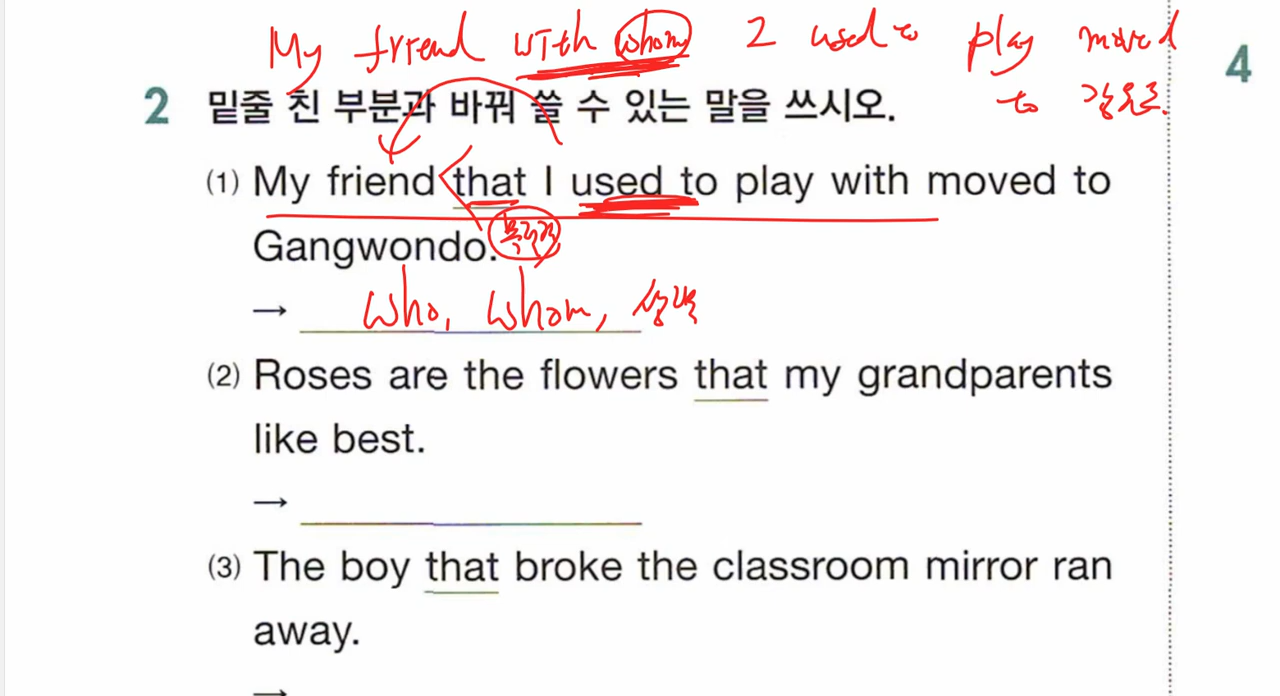 My friend with whom I used to play moved
to 강원도.
4
2 밑줄 친 부분과 바꿔 쓸 수 있는 말을 쓰시오.
(1) My friend that I used to play with moved to
Gangwondo.
목적격
→ who, whom, 생략
(2) Roses are the flowers that my grandparents
like best.
→
(3) The boy that broke the classroom mirror ran
away.
→